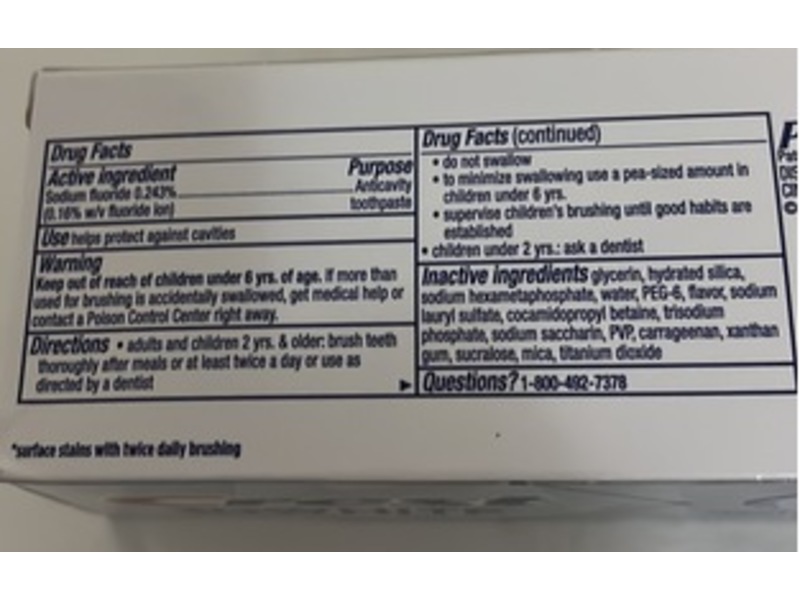 Drug Facts
Active ingredient Purpose
Sodium fluoride 0.243% Anticavity
(0.16% w/v fluoride ion) toothpaste
Use helps protect against cavities
Warning
Keep out of reach of children under 6 yrs. of age. If more than
used for brushing is accidentally swallowed, get medical help or
contact a Poison Control Center right away.
Directions • adults and children 2 yrs. & older: brush teeth
thoroughly after meals or at least twice a day or use as
directed by a dentist
Drug Facts (continued)
• do not swallow
• to minimize swallowing use a pea-sized amount in
children under 6 yrs.
• supervise children's brushing until good habits are
established
• children under 2 yrs.: ask a dentist
Inactive ingredients glycerin, hydrated silica,
sodium hexametaphosphate, water, PEG-6, flavor, sodium
lauryl sulfate, cocamidopropyl betaine, trisodium
phosphate, sodium saccharin, PVP, carrageenan, xanthan
gum, sucralose, mica, titanium dioxide
Questions? 1-800-492-7378
*surface stains with twice daily brushing